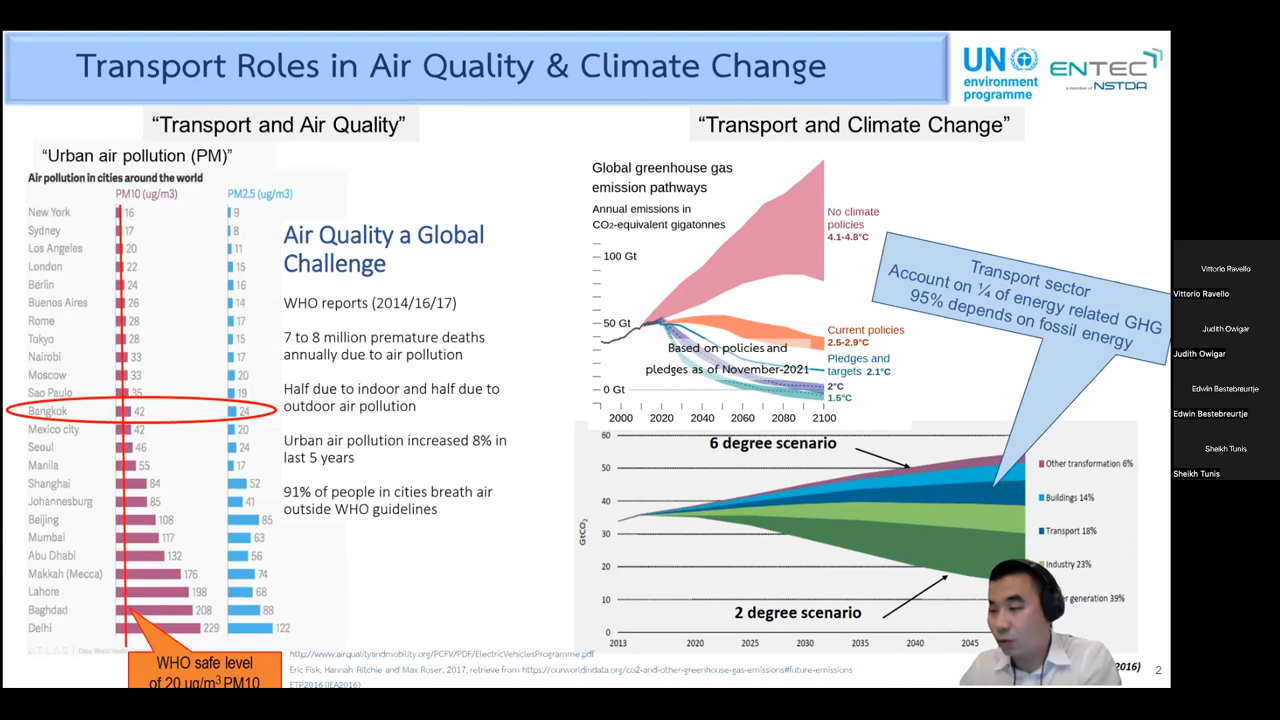 Transport Roles in Air Quality & Climate Change
UN
environment
programme
ENTEC
a member of NSTDA
“Transport and Air Quality”
“Urban air pollution (PM)”
Air pollution in cities around the world
PM10 (ug/m3) PM2.5 (ug/m3)
New York 16 9
Sydney 17 8
Los Angeles 20 11
London 22 15
Berlin 24 16
Buenos Aires 26 14
Rome 28 17
Tokyo 28 15
Nairobi 33 17
Moscow 33 20
Sao Paulo 35 19
Bangkok 42 24
Mexico city 42 20
Seoul 46 24
Manila 55 17
Shanghai 84 52
Johannesburg 85 41
Beijing 108 85
Mumbai 117 63
Abu Dhabi 132 56
Makkah (Mecca) 176 74
Lahore 198 68
Baghdad 208 88
Delhi 229 122
ATLAS
WHO safe level
of 20 ug/m3 PM10
Air Quality a Global
Challenge
WHO reports (2014/16/17)
7 to 8 million premature deaths
annually due to air pollution
Half due to indoor and half due to
outdoor air pollution
Urban air pollution increased 8% in
last 5 years
91% of people in cities breath air
outside WHO guidelines
“Transport and Climate Change”
Global greenhouse gas
emission pathways
Annual emissions in
CO2-equivalent gigatonnes
100 Gt
50 Gt
0 Gt
2000 2020 2040 2060 2080 2100
No climate
policies
4.1-4.8°C
Current policies
2.5-2.9°C
Pledges and
targets 2.1°C
2°C
1.5°C
Based on policies and
pledges as of November-2021
Transport sector
Account on ¼ of energy related GHG
95% depends on fossil energy
6 degree scenario
2 degree scenario
GtCO2
60
50
40
30
20
10
0
2013 2020 2025 2030 2035 2040 2045
Other transformation 6%
Buildings 14%
Transport 18%
Industry 23%
generation 39%
http://www.airqualityandmobility.org/PCFV/PDF/ElectricVehiclesProgramme.pdf
Eric Fisk, Hannah Ritchie and Max Roser, 2017, retrieve from https://ourworldindata.org/co2-and-other-greenhouse-gas-emissions#future-emissions
ETP2016 (IEA2016)
2016)
2
Vittorio Ravello
Vittorio Ravello
Judith Owigar
Judith Owigar
Edwin Bestebreurtje
Edwin Bestebreurtje
Sheikh Tunis
Sheikh Tunis